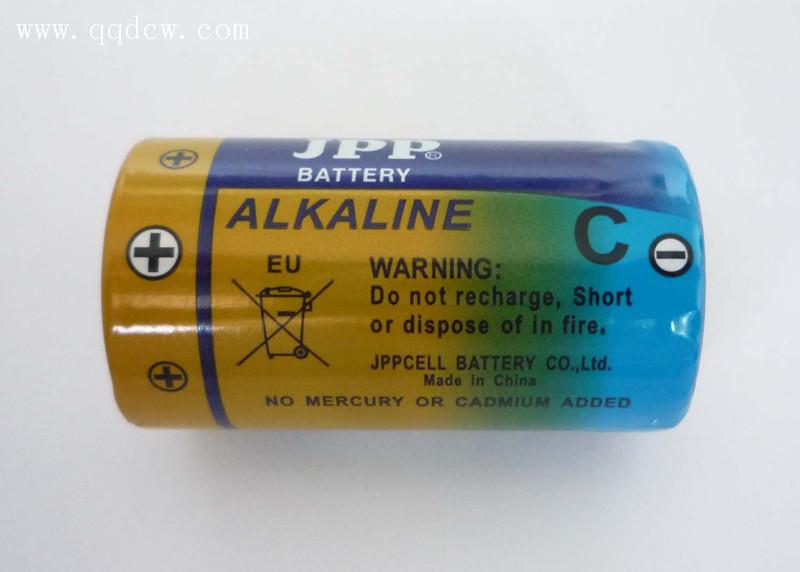 www.qqdcw.com
JPP®
BATTERY
ALKALINE
C
EU
WARNING:
Do not recharge, Short
or dispose of in fire.
JPPCELL BATTERY CO.,Ltd.
Made in China
NO MERCURY OR CADMIUM ADDED